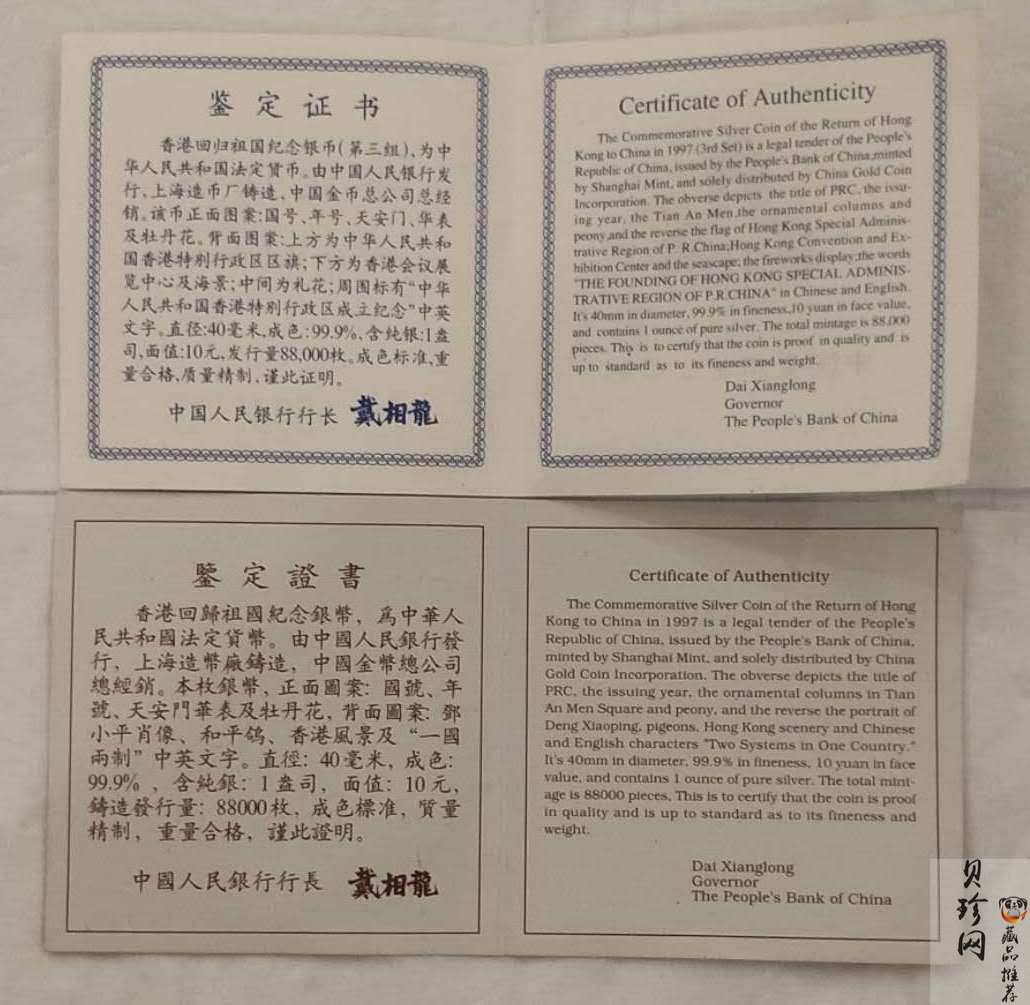 鉴定证书
香港回归祖国纪念银币(第三组),为中
华人民共和国法定货币。由中国人民银行发
行、上海造币厂铸造,中国金币总公司总经
销。该币正面图案:国号、年号、天安门、华表
及牡丹花。背面图案:上方为中华人民共和
国香港特别行政区区旗;下方为香港会议展
览中心及海景;中间为礼花;周围标有“中华
人民共和国香港特别行政区成立纪念”中英
文字。直径:40毫米,成色:99.9%,含纯银:1盎
司,面值:10元,发行量88,000枚。成色标准,重
量合格,质量精制,谨此证明。
中国人民银行行长 戴相龍
Certificate of Authenticity
The Commemorative Silver Coin of the Return of Hong
Kong to China in 1997 (3rd Set) is a legal tender of the People's
Republic of China, issued by the People's Bank of China,minted
by Shanghai Mint, and solely distributed by China Gold Coin
Incorporation. The obverse depicts the title of PRC, the issu-
ing year, the Tian An Men,the ornamental columns and
peony,and the reverse the flag of Hong Kong Special Adminis-
trative Region of P. R.China;Hong Kong Convention and Ex-
hibition Center and the seascape; the fireworks display;the words
"THE FOUNDING OF HONG KONG SPECIAL ADMINIS-
TRATIVE REGION OF P.R.CHINA" in Chinese and English.
It's 40mm in diameter, 99.9% in fineness,10 yuan in face value,
and contains 1 ounce of pure silver. The total mintage is 88,000
pieces. This is to certify that the coin is proof in quality and is
up to standard as to its fineness and weight.
Dai Xianglong
Governor
The People's Bank of China
鑒定證書
香港回歸祖國紀念銀幣,爲中華人
民共和國法定貨幣。由中國人民銀行發
行,上海造幣廠鑄造,中國金幣總公司
總經銷。本枚銀幣,正面圖案:國號、年
號、天安門華表及牡丹花,背面圖案:鄧
小平肖像、和平鴿、香港風景及“一國
兩制”中英文字。直徑:40毫米,成色:
99.9%,含純銀:1盎司,面值:10元,
鑄造發行量:88000枚,成色標准,質量
精制,重量合格,謹此證明。
中國人民銀行行長 戴相龍
Certificate of Authenticity
The Commemorative Silver Coin of the Return of Hong
Kong to China in 1997 is a legal tender of the People's
Republic of China, issued by the People's Bank of China,
minted by Shanghai Mint, and solely distributed by China
Gold Coin Incorporation. The obverse depicts the title of
PRC, the issuing year, the ornamental columns in Tian
An Men Square and peony, and the reverse the portrait of
Deng Xiaoping, pigeons, Hong Kong scenery and Chinese
and English characters "Two Systems in One Country."
It's 40mm in diameter, 99.9% in fineness, 10 yuan in face
value, and contains 1 ounce of pure silver. The total mint-
age is 88000 pieces, This is to certify that the coin is proof
in quality and is up to standard as to its fineness and
weight.
Dai Xianglong
Governor
The People's Bank of China
贝珍网
藏品推荐